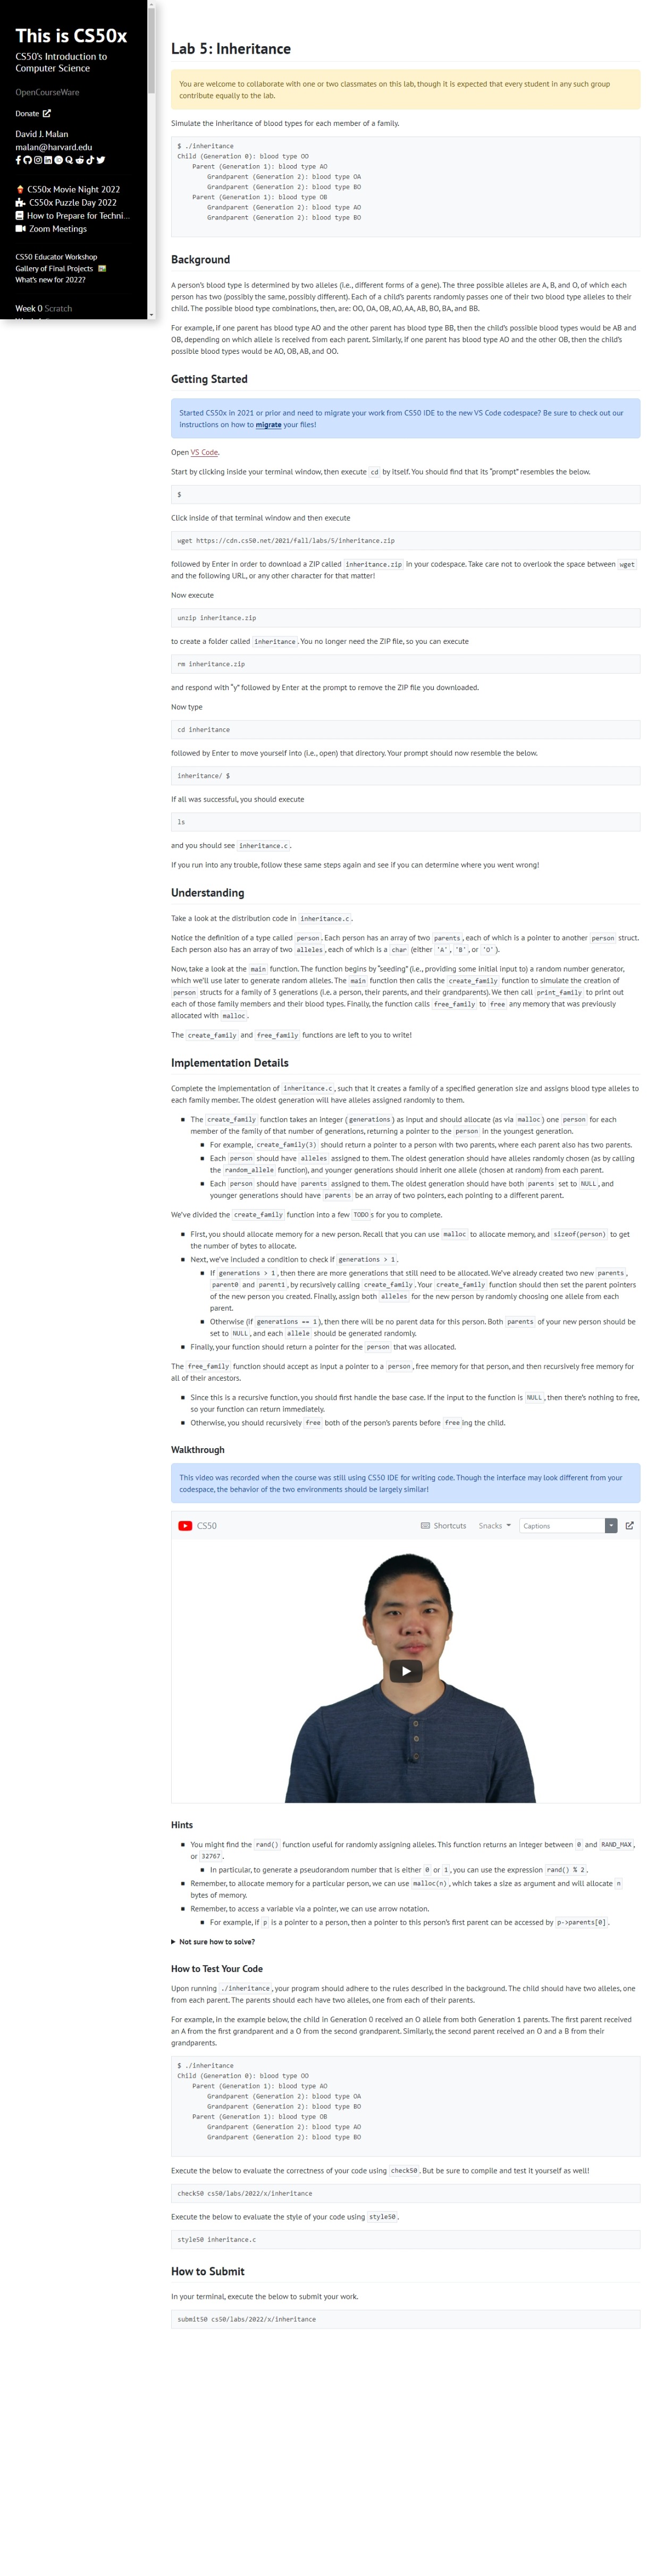 This is CS50x
CS50's Introduction to
Computer Science
OpenCourseWare
Donate
David J. Malan
malan@harvard.edu
CS50x Movie Night 2022
CS50x Puzzle Day 2022
How to Prepare for Techni...
Zoom Meetings
CS50 Educator Workshop
Gallery of Final Projects
What's new for 2022?
Week 0 Scratch
Lab 5: Inheritance
You are welcome to collaborate with one or two classmates on this lab, though it is expected that every student in any such group
contribute equally to the lab.
Simulate the inheritance of blood types for each member of a family.
$ ./inheritance
Child (Generation 0): blood type OO
    Parent (Generation 1): blood type AO
        Grandparent (Generation 2): blood type OA
        Grandparent (Generation 2): blood type BO
    Parent (Generation 1): blood type OB
        Grandparent (Generation 2): blood type AO
        Grandparent (Generation 2): blood type BO
Background
A person's blood type is determined by two alleles (i.e., different forms of a gene). The three possible alleles are A, B, and O, of which each
person has two (possibly the same, possibly different). Each of a child's parents randomly passes one of their two blood type alleles to their
child. The possible blood type combinations, then, are: OO, OA, OB, AO, AA, AB, BO, BA, and BB.
For example, if one parent has blood type AO and the other parent has blood type BB, then the child's possible blood types would be AB and
OB, depending on which allele is received from each parent. Similarly, if one parent has blood type AO and the other OB, then the child's
possible blood types would be AO, OB, AB, and OO.
Getting Started
Started CS50x in 2021 or prior and need to migrate your work from CS50 IDE to the new VS Code codespace? Be sure to check out our
instructions on how to migrate your files!
Open VS Code.
Start by clicking inside your terminal window, then execute cd by itself. You should find that its "prompt" resembles the below.
$
Click inside of that terminal window and then execute
wget https://cdn.cs50.net/2021/fall/labs/5/inheritance.zip
followed by Enter in order to download a ZIP called inheritance.zip in your codespace. Take care not to overlook the space between wget
and the following URL, or any other character for that matter!
Now execute
unzip inheritance.zip
to create a folder called inheritance. You no longer need the ZIP file, so you can execute
rm inheritance.zip
and respond with "y" followed by Enter at the prompt to remove the ZIP file you downloaded.
Now type
cd inheritance
followed by Enter to move yourself into (i.e., open) that directory. Your prompt should now resemble the below.
inheritance/ $
If all was successful, you should execute
ls
and you should see inheritance.c.
If you run into any trouble, follow these same steps again and see if you can determine where you went wrong!
Understanding
Take a look at the distribution code in inheritance.c.
Notice the definition of a type called person. Each person has an array of two parents, each of which is a pointer to another person struct.
Each person also has an array of two alleles, each of which is a char (either 'A', 'B', or 'O').
Now, take a look at the main function. The function begins by "seeding" (i.e., providing some initial input to) a random number generator,
which we'll use later to generate random alleles. The main function then calls the create_family function to simulate the creation of
person structs for a family of 3 generations (i.e. a person, their parents, and their grandparents). We then call print_family to print out
each of those family members and their blood types. Finally, the function calls free_family to free any memory that was previously
allocated with malloc.
The create_family and free_family functions are left to you to write!
Implementation Details
Complete the implementation of inheritance.c, such that it creates a family of a specified generation size and assigns blood type alleles to
each family member. The oldest generation will have alleles assigned randomly to them.
The create_family function takes an integer (generations) as input and should allocate (as via malloc) one person for each
member of the family of that number of generations, returning a pointer to the person in the youngest generation.
For example, create_family(3) should return a pointer to a person with two parents, where each parent also has two parents.
Each person should have alleles assigned to them. The oldest generation should have alleles randomly chosen (as by calling
the random_allele function), and younger generations should inherit one allele (chosen at random) from each parent.
Each person should have parents assigned to them. The oldest generation should have both parents set to NULL, and
younger generations should have parents be an array of two pointers, each pointing to a different parent.
We've divided the create_family function into a few TODOs for you to complete.
First, you should allocate memory for a new person. Recall that you can use malloc to allocate memory, and sizeof(person) to get
the number of bytes to allocate.
Next, we've included a condition to check if generations > 1.
If generations > 1, then there are more generations that still need to be allocated. We've already created two new parents,
parent0 and parent1, by recursively calling create_family. Your create_family function should then set the parent pointers
of the new person you created. Finally, assign both alleles for the new person by randomly choosing one allele from each
parent.
Otherwise (if generations == 1), then there will be no parent data for this person. Both parents of your new person should be
set to NULL, and each allele should be generated randomly.
Finally, your function should return a pointer for the person that was allocated.
The free_family function should accept as input a pointer to a person, free memory for that person, and then recursively free memory for
all of their ancestors.
Since this is a recursive function, you should first handle the base case. If the input to the function is NULL, then there's nothing to free,
so your function can return immediately.
Otherwise, you should recursively free both of the person's parents before freeing the child.
Walkthrough
This video was recorded when the course was still using CS50 IDE for writing code. Though the interface may look different from your
codespace, the behavior of the two environments should be largely similar!
CS50 Shortcuts Snacks Captions
Hints
You might find the rand() function useful for randomly assigning alleles. This function returns an integer between 0 and RAND_MAX,
or 32767.
In particular, to generate a pseudorandom number that is either 0 or 1, you can use the expression rand() % 2.
Remember, to allocate memory for a particular person, we can use malloc(n), which takes a size as argument and will allocate n
bytes of memory.
Remember, to access a variable via a pointer, we can use arrow notation.
For example, if p is a pointer to a person, then a pointer to this person's first parent can be accessed by p->parents[0].
Not sure how to solve?
How to Test Your Code
Upon running ./inheritance, your program should adhere to the rules described in the background. The child should have two alleles, one
from each parent. The parents should each have two alleles, one from each of their parents.
For example, in the example below, the child in Generation 0 received an O allele from both Generation 1 parents. The first parent received
an A from the first grandparent and a O from the second grandparent. Similarly, the second parent received an O and a B from their
grandparents.
$ ./inheritance
Child (Generation 0): blood type OO
    Parent (Generation 1): blood type AO
        Grandparent (Generation 2): blood type OA
        Grandparent (Generation 2): blood type BO
    Parent (Generation 1): blood type OB
        Grandparent (Generation 2): blood type AO
        Grandparent (Generation 2): blood type BO
Execute the below to evaluate the correctness of your code using check50. But be sure to compile and test it yourself as well!
check50 cs50/labs/2022/x/inheritance
Execute the below to evaluate the style of your code using style50.
style50 inheritance.c
How to Submit
In your terminal, execute the below to submit your work.
submit50 cs50/labs/2022/x/inheritance